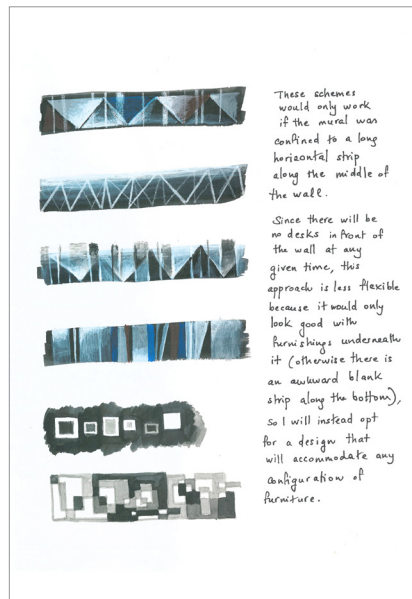 These schemes
would only work
if the mural was
confined to a long
horizontal strip
along the middle of
the wall.
Since there will be
no desks in front of
the wall at any
given time, this
approach is less flexible
because it would only
look good with
furnishings underneath
it (otherwise there is
an awkward blank
strip along the bottom),
so I will instead opt
for a design that
will accommodate any
configuration of
furniture.